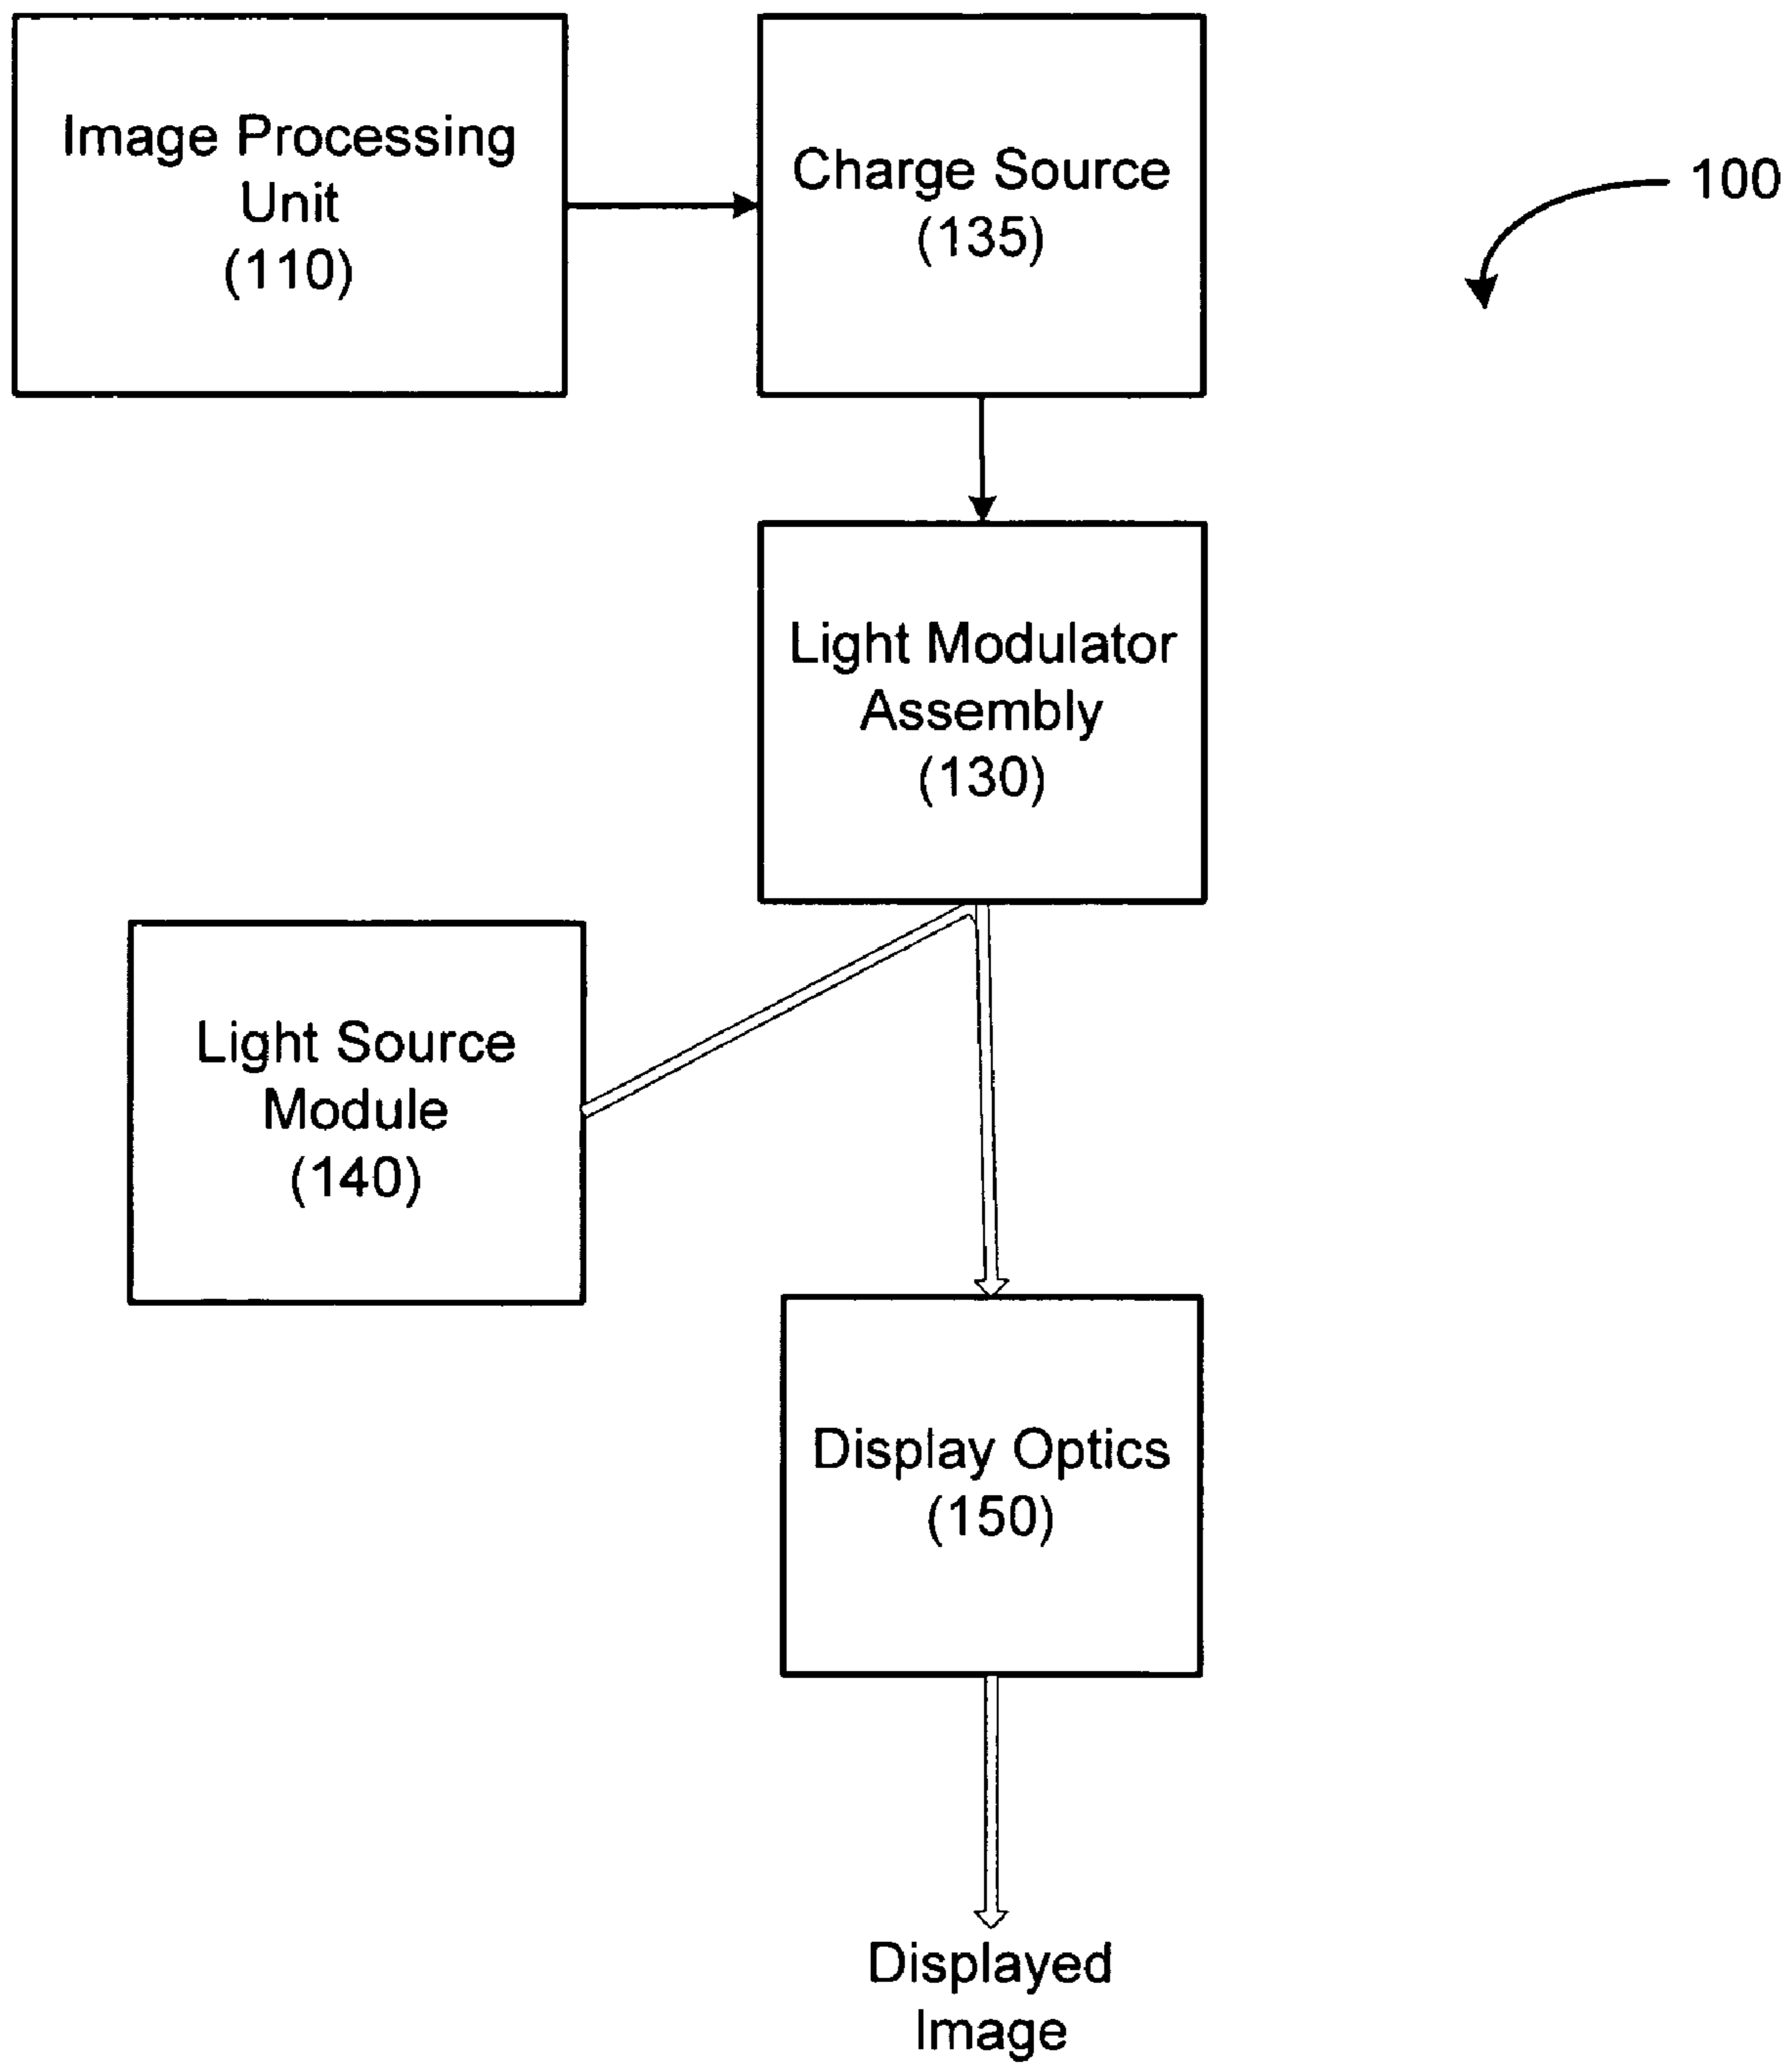 Image Processing
Unit
(110)
Charge Source
(135)
100
Light Modulator
Assembly
(130)
Light Source
Module
(140)
Display Optics
(150)
Displayed
Image